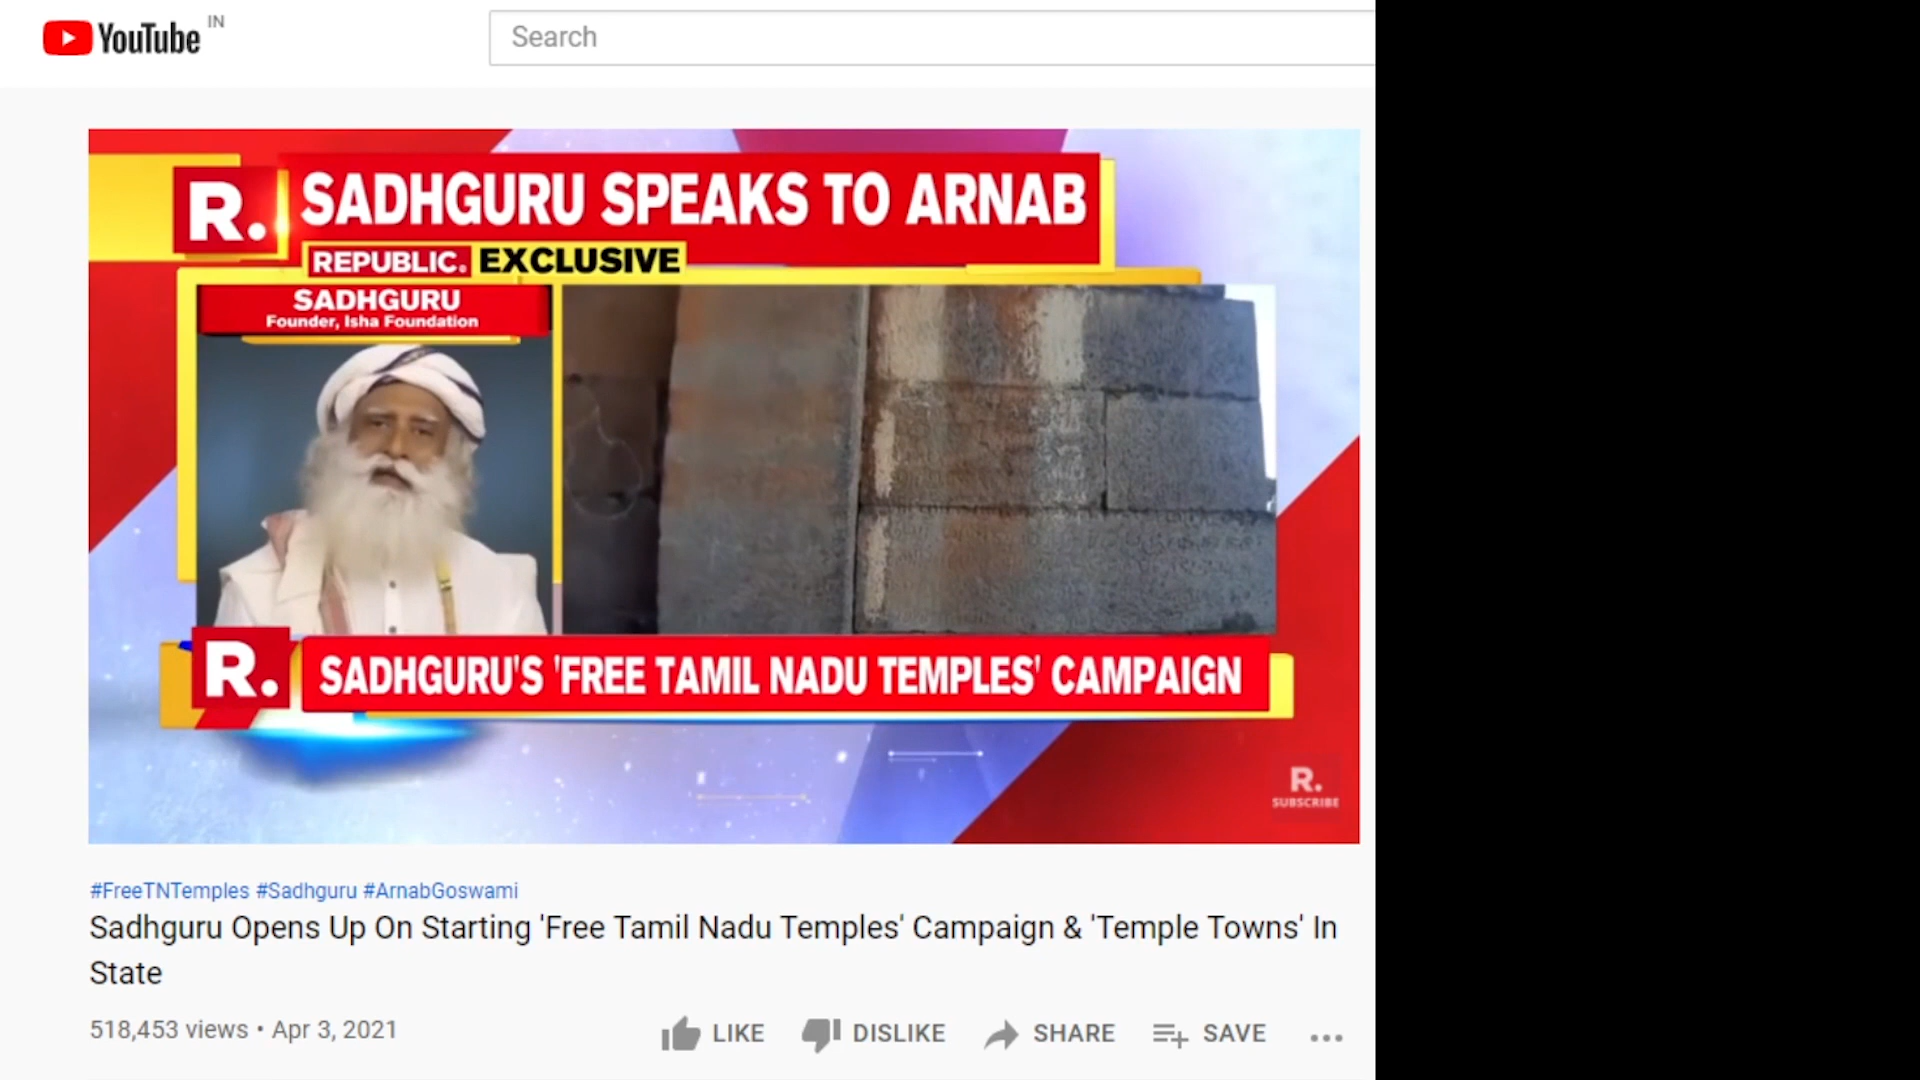 YouTube IN
Search
R. SADHGURU SPEAKS TO ARNAB
REPUBLIC. EXCLUSIVE
SADHGURU
Founder, Isha Foundation
R. SADHGURU'S 'FREE TAMIL NADU TEMPLES' CAMPAIGN
R.
SUBSCRIBE
#FreeTNTemples #Sadhguru #ArnabGoswami
Sadhguru Opens Up On Starting 'Free Tamil Nadu Temples' Campaign & 'Temple Towns' In
State
518,453 views • Apr 3, 2021
LIKE DISLIKE SHARE SAVE ...